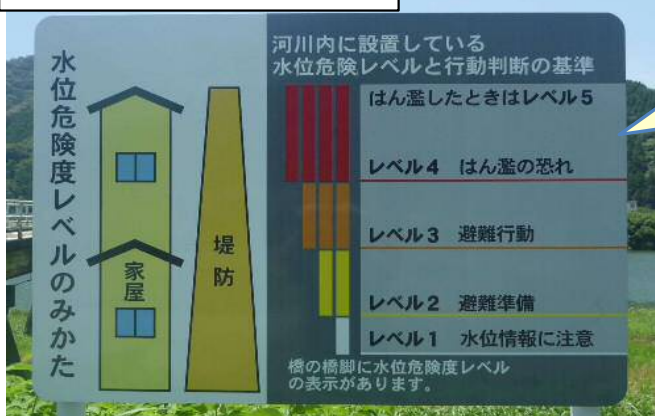 水位危険度レベルのみかた
家屋
堤防
河川内に設置している
水位危険レベルと行動判断の基準
はん濫したときはレベル5
レベル4 はん濫の恐れ
レベル3 避難行動
レベル2 避難準備
レベル1 水位情報に注意
橋の橋脚に水位危険度レベル
の表示があります。